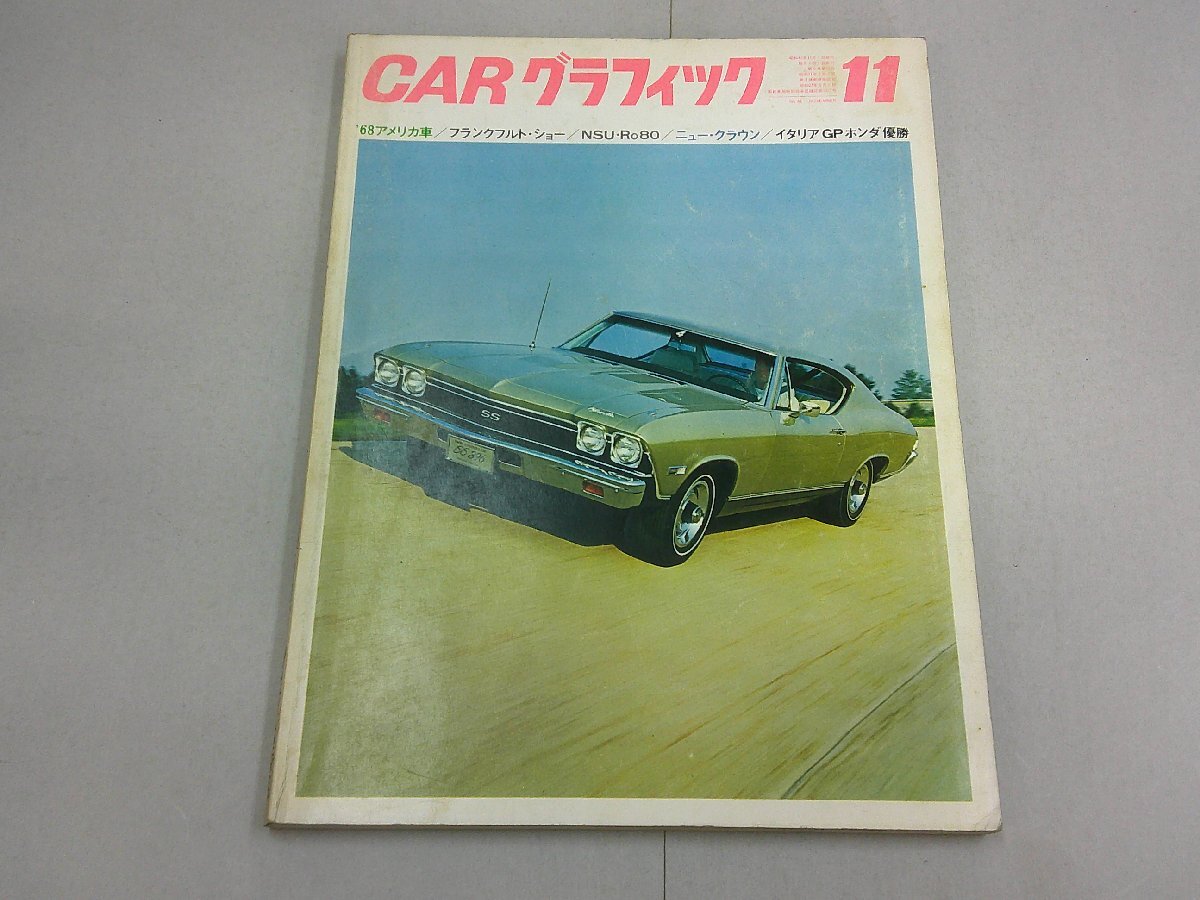 CARグラフィック 11
'68アメリカ車／フランクフルト・ショー／NSU・Ro80／ニュー・クラウン／イタリアGPホンダ優勝
SS